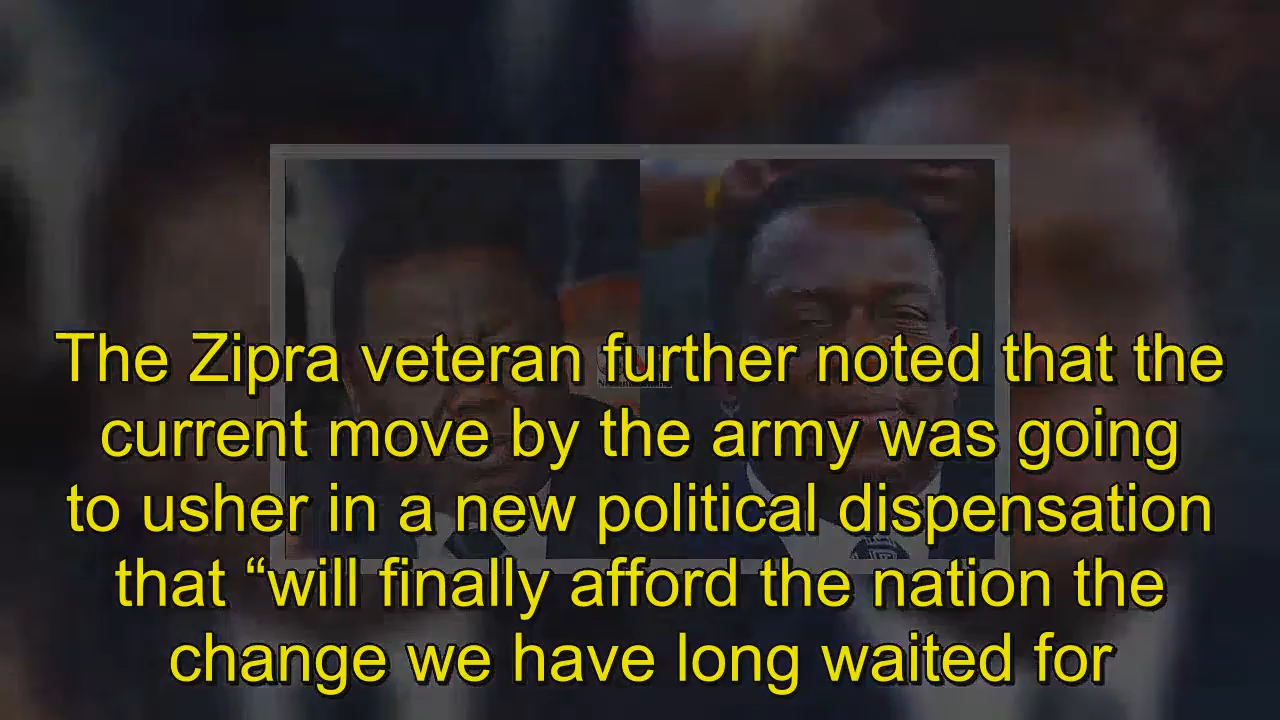 The Zipra veteran further noted that the
current move by the army was going
to usher in a new political dispensation
that “will finally afford the nation the
change we have long waited for